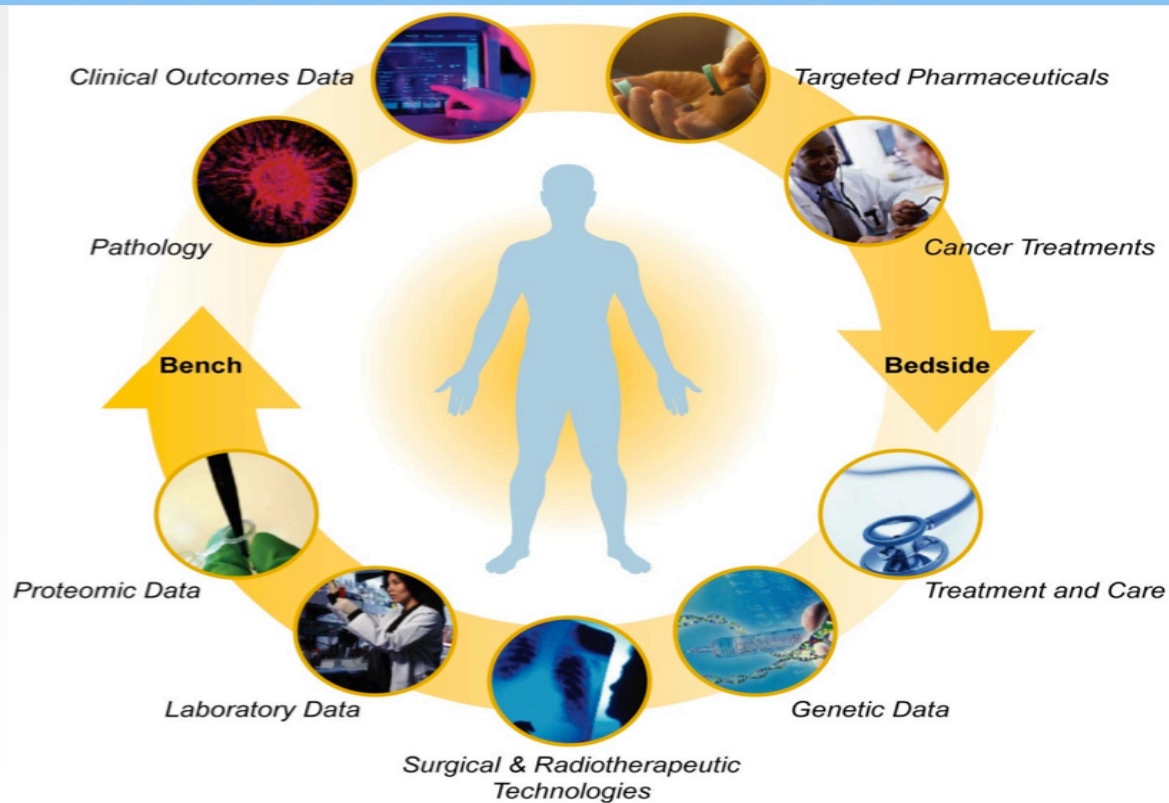 Clinical Outcomes Data
Targeted Pharmaceuticals
Pathology
Cancer Treatments
Bench
Bedside
Proteomic Data
Treatment and Care
Laboratory Data
Genetic Data
Surgical & Radiotherapeutic
Technologies